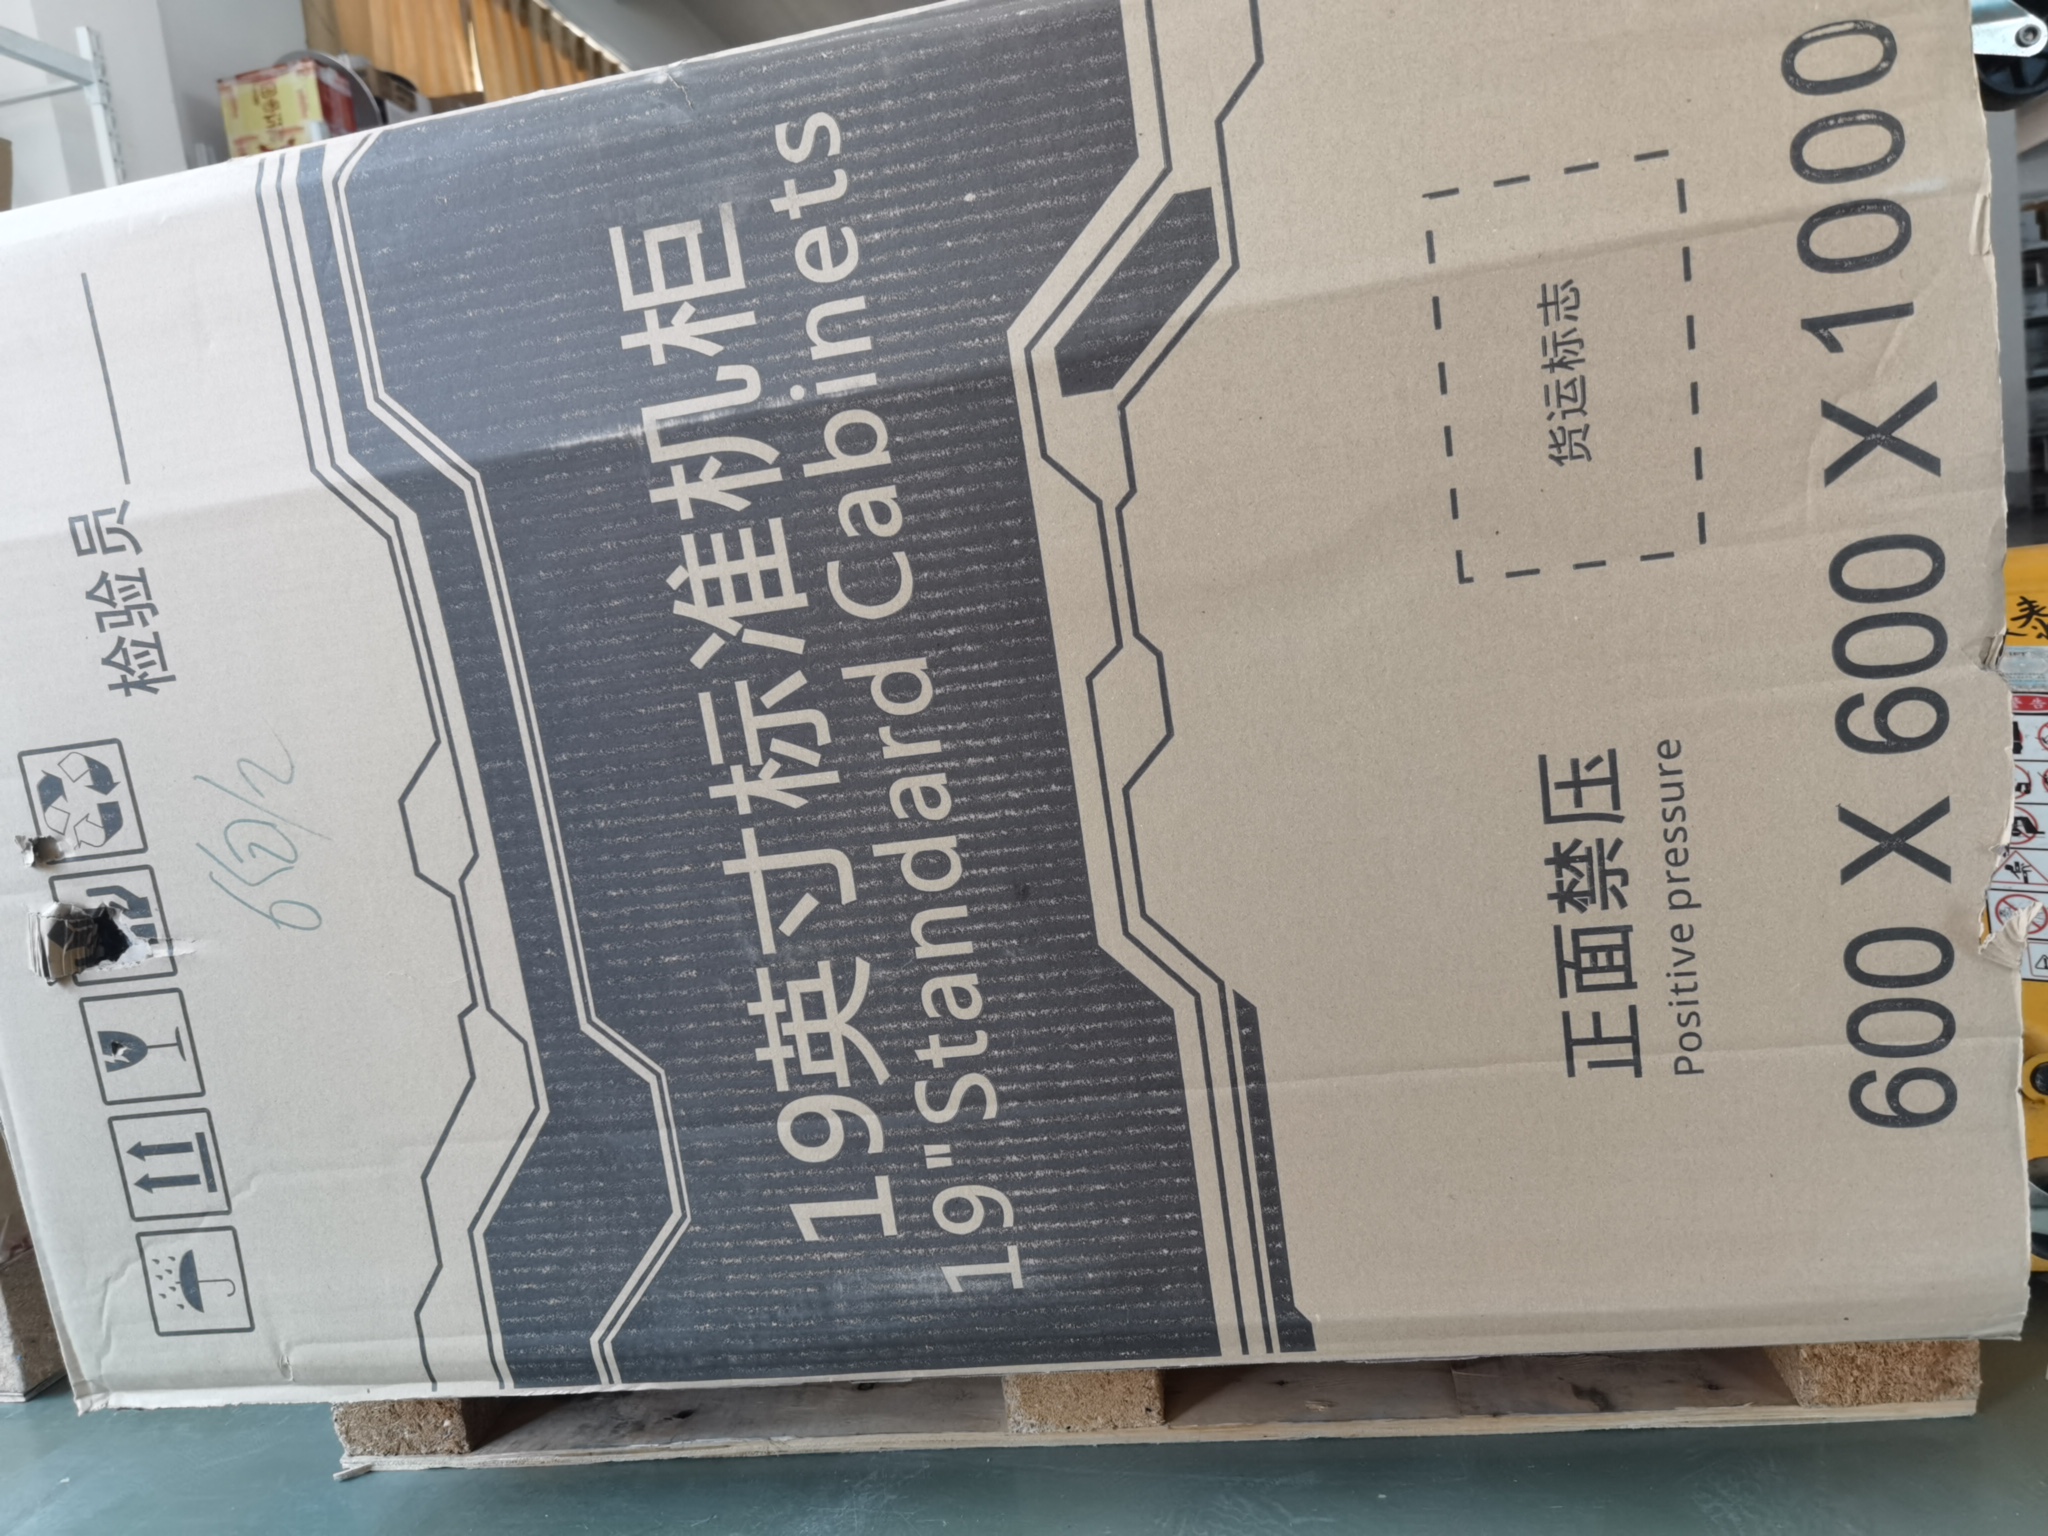 检验员
19英寸标准机柜
19"Standard Cabinets
货运标志
正面禁压
Positive pressure
600 X 600 X 1000